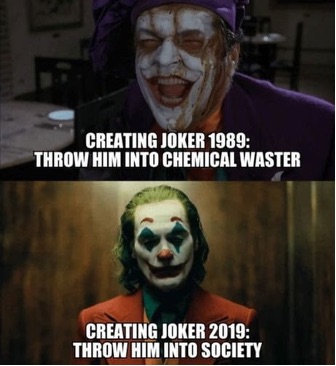 CREATING JOKER 1989:
THROW HIM INTO CHEMICAL WASTER
CREATING JOKER 2019:
THROW HIM INTO SOCIETY